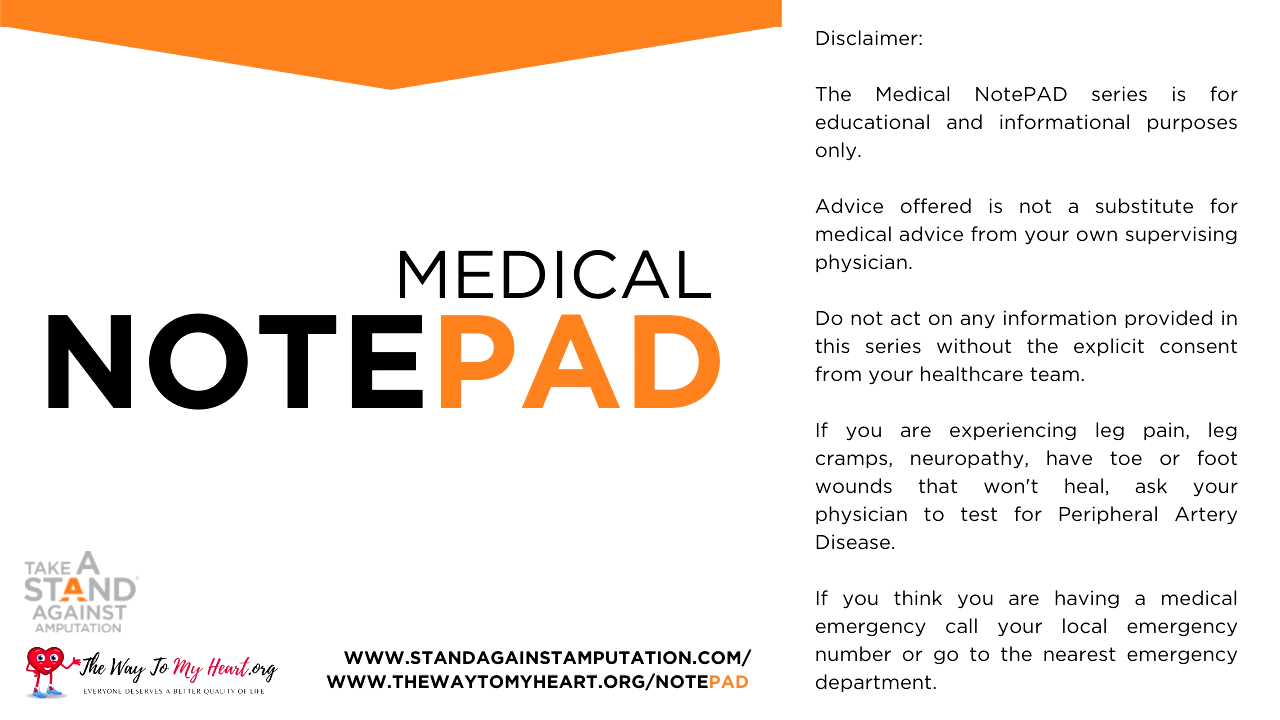 MEDICAL
NOTEPAD
TAKE A
STAND®
AGAINST
AMPUTATION
The Way To My Heart.org
EVERYONE DESERVES A BETTER QUALITY OF LIFE
WWW.STANDAGAINSTAMPUTATION.COM/
WWW.THEWAYTOMYHEART.ORG/NOTEPAD
Disclaimer:
The Medical NotePAD series is for
educational and informational purposes
only.
Advice offered is not a substitute for
medical advice from your own supervising
physician.
Do not act on any information provided in
this series without the explicit consent
from your healthcare team.
If you are experiencing leg pain, leg
cramps, neuropathy, have toe or foot
wounds that won't heal, ask your
physician to test for Peripheral Artery
Disease.
If you think you are having a medical
emergency call your local emergency
number or go to the nearest emergency
department.